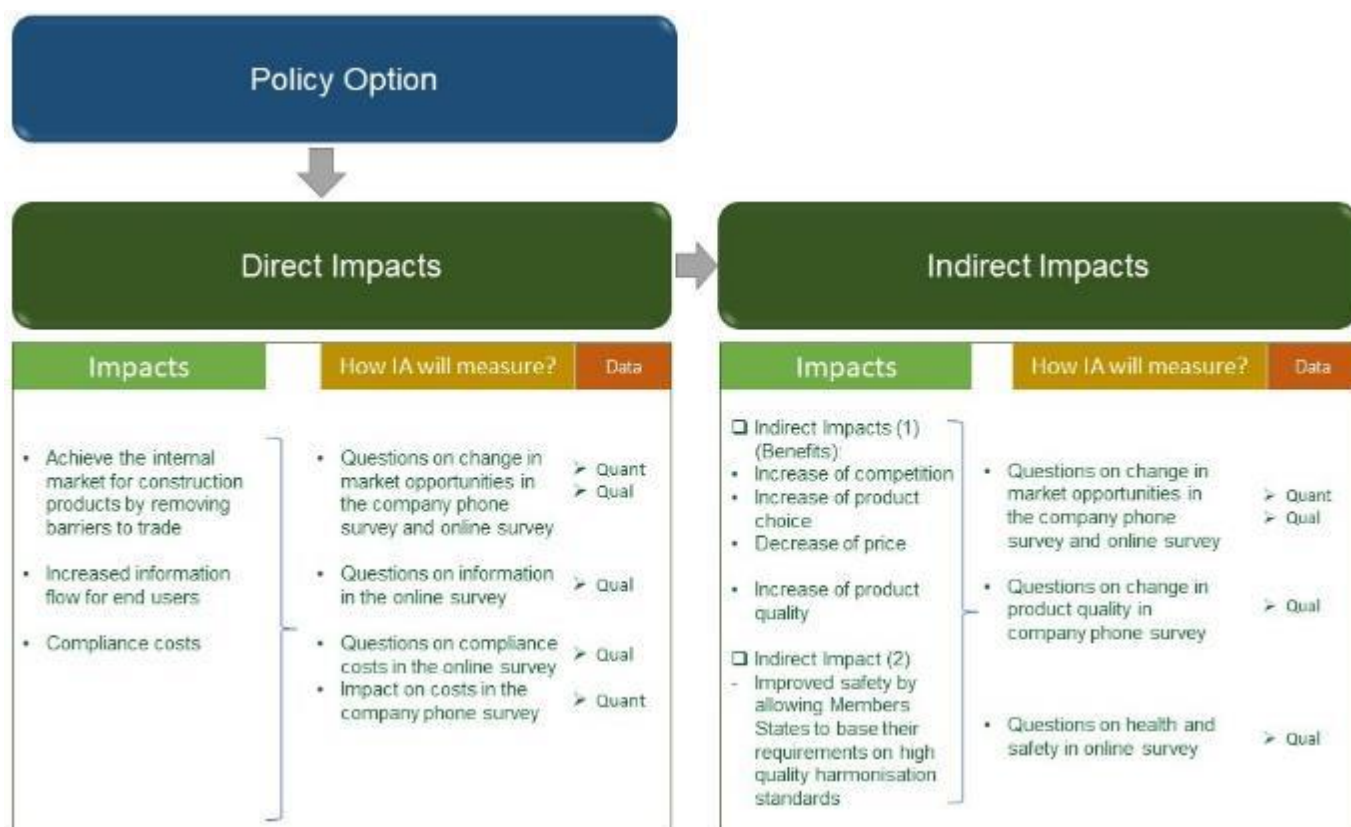 Policy Option
Direct Impacts
Impacts
How IA will measure?
Data
• Achieve the internal
market for construction
products by removing
barriers to trade
• Increased information
flow for end users
• Compliance costs
• Questions on change in
market opportunities in
the company phone
survey and online survey
• Questions on information
in the online survey
• Questions on compliance
costs in the online survey
• Impact on costs in the
company phone survey
➢ Quant
➢ Qual
➢ Qual
➢ Qual
➢ Quant
Indirect Impacts
Impacts
How IA will measure?
Data
❑ Indirect Impacts (1)
(Benefits):
• Increase of competition
• Increase of product
choice
• Decrease of price
• Increase of product
quality
❑ Indirect Impact (2)
- Improved safety by
allowing Members
States to base their
requirements on high
quality harmonisation
standards
• Questions on change in
market opportunities in
the company phone
survey and online survey
• Questions on change in
product quality in
company phone survey
• Questions on health and
safety in online survey
➢ Quant
➢ Qual
➢ Qual
➢ Qual